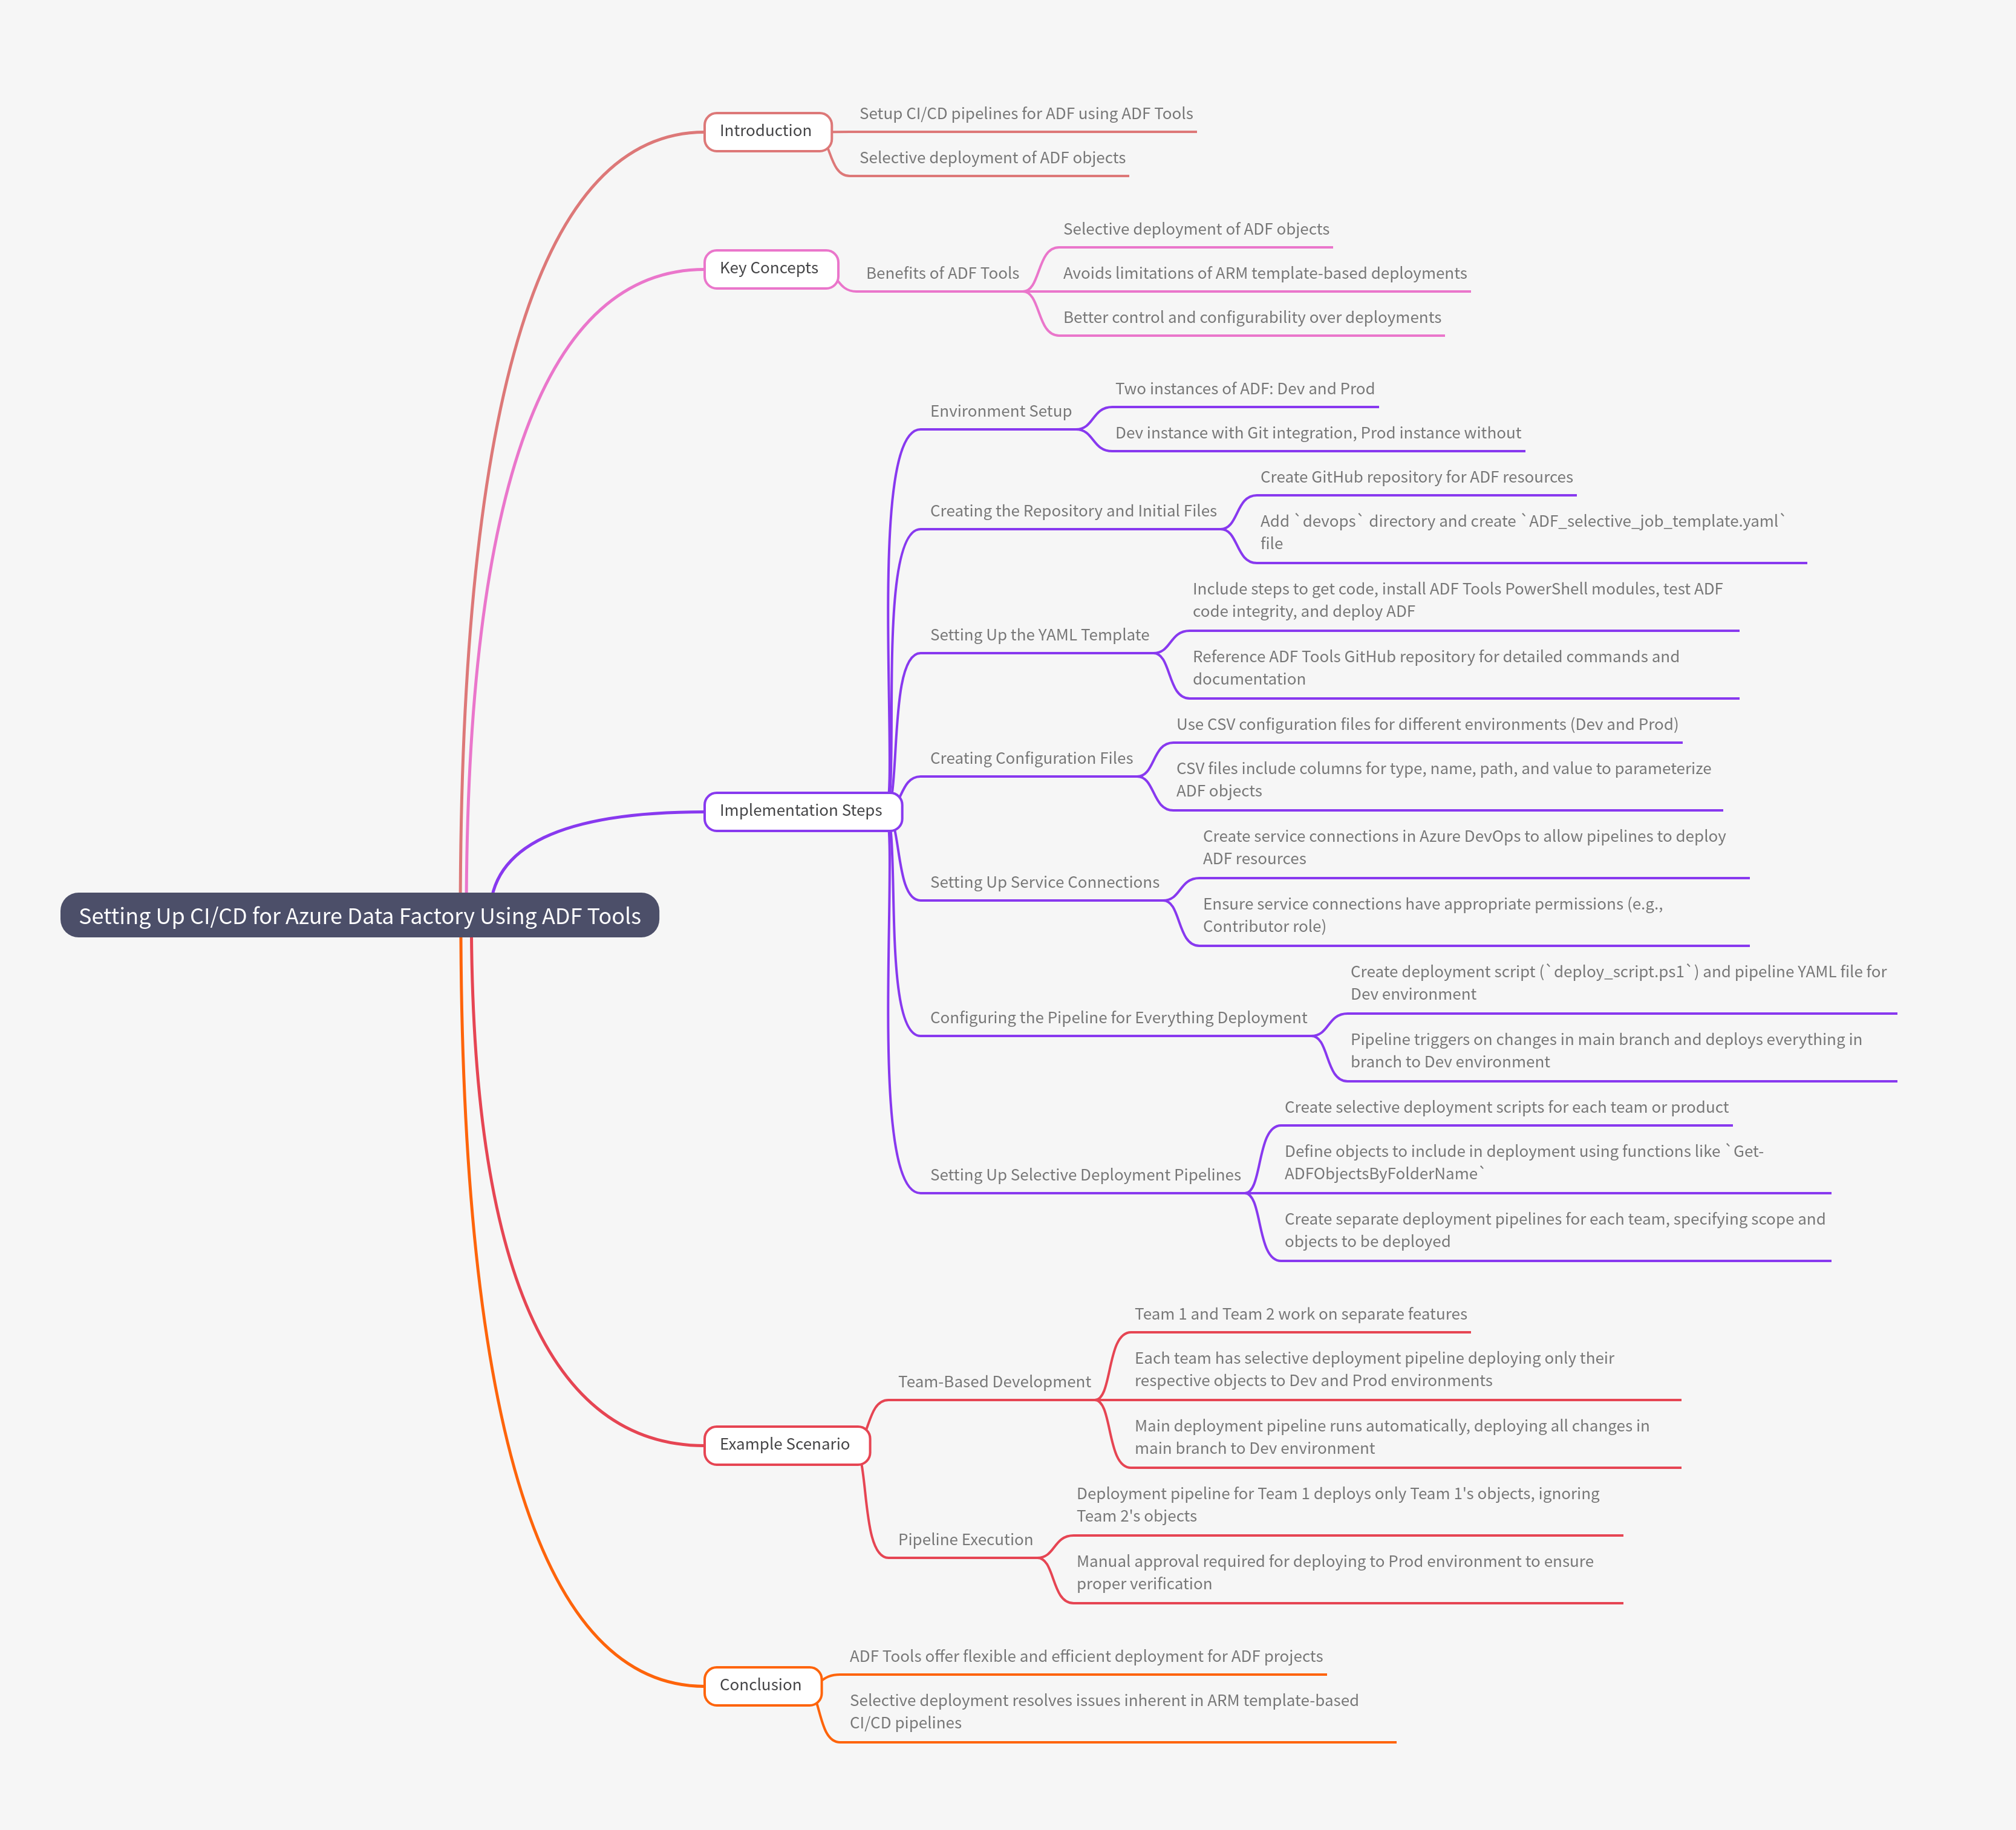 Introduction
Setup CI/CD pipelines for ADF using ADF Tools
Selective deployment of ADF objects
Key Concepts
Benefits of ADF Tools
Selective deployment of ADF objects
Avoids limitations of ARM template-based deployments
Better control and configurability over deployments
Setting Up CI/CD for Azure Data Factory Using ADF Tools
Implementation Steps
Environment Setup
Two instances of ADF: Dev and Prod
Dev instance with Git integration, Prod instance without
Creating the Repository and Initial Files
Create GitHub repository for ADF resources
Add `devops` directory and create `ADF_selective_job_template.yaml`
file
Setting Up the YAML Template
Include steps to get code, install ADF Tools PowerShell modules, test ADF
code integrity, and deploy ADF
Reference ADF Tools GitHub repository for detailed commands and
documentation
Creating Configuration Files
Use CSV configuration files for different environments (Dev and Prod)
CSV files include columns for type, name, path, and value to parameterize
ADF objects
Setting Up Service Connections
Create service connections in Azure DevOps to allow pipelines to deploy
ADF resources
Ensure service connections have appropriate permissions (e.g.,
Contributor role)
Configuring the Pipeline for Everything Deployment
Create deployment script (`deploy_script.ps1`) and pipeline YAML file for
Dev environment
Pipeline triggers on changes in main branch and deploys everything in
branch to Dev environment
Setting Up Selective Deployment Pipelines
Create selective deployment scripts for each team or product
Define objects to include in deployment using functions like `Get-
ADFObjectsByFolderName`
Create separate deployment pipelines for each team, specifying scope and
objects to be deployed
Example Scenario
Team-Based Development
Team 1 and Team 2 work on separate features
Each team has selective deployment pipeline deploying only their
respective objects to Dev and Prod environments
Main deployment pipeline runs automatically, deploying all changes in
main branch to Dev environment
Pipeline Execution
Deployment pipeline for Team 1 deploys only Team 1's objects, ignoring
Team 2's objects
Manual approval required for deploying to Prod environment to ensure
proper verification
Conclusion
ADF Tools offer flexible and efficient deployment for ADF projects
Selective deployment resolves issues inherent in ARM template-based
CI/CD pipelines